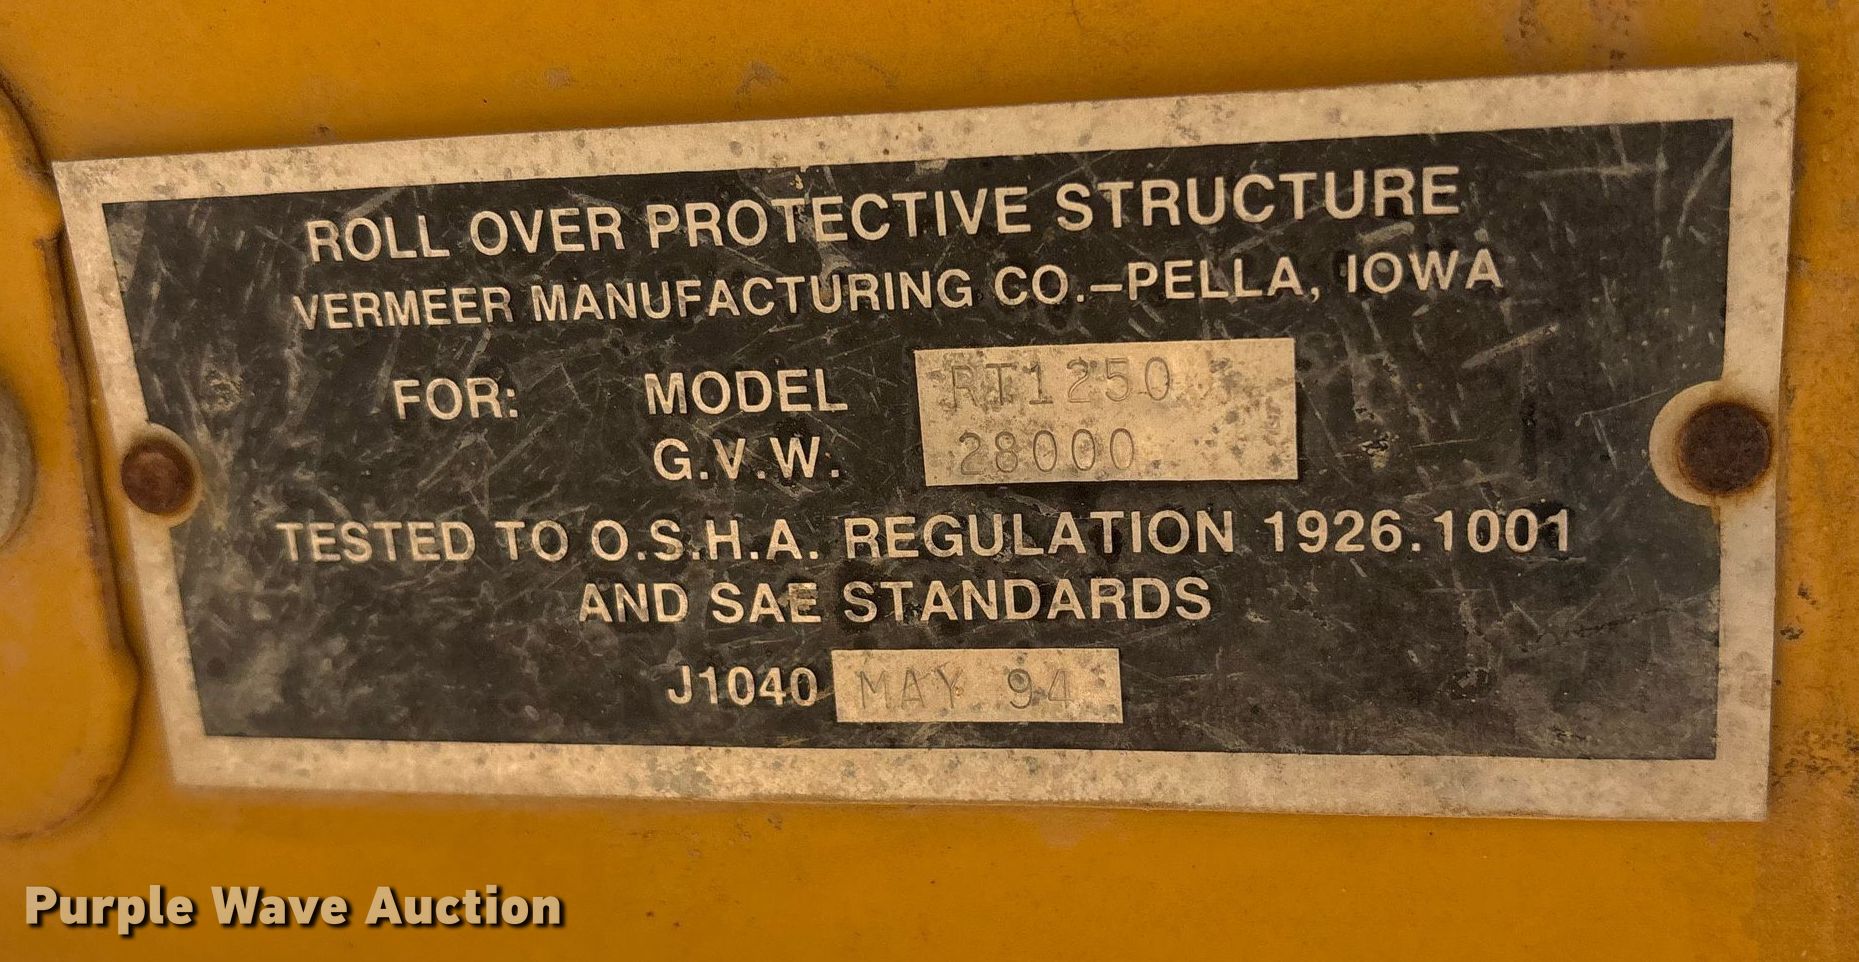 ROLL OVER PROTECTIVE STRUCTURE
VERMEER MANUFACTURING CO.–PELLA, IOWA
FOR: MODEL RT1250
G.V.W. 28000
TESTED TO O.S.H.A. REGULATION 1926.1001
AND SAE STANDARDS
J1040 MAY 94
Purple Wave Auction